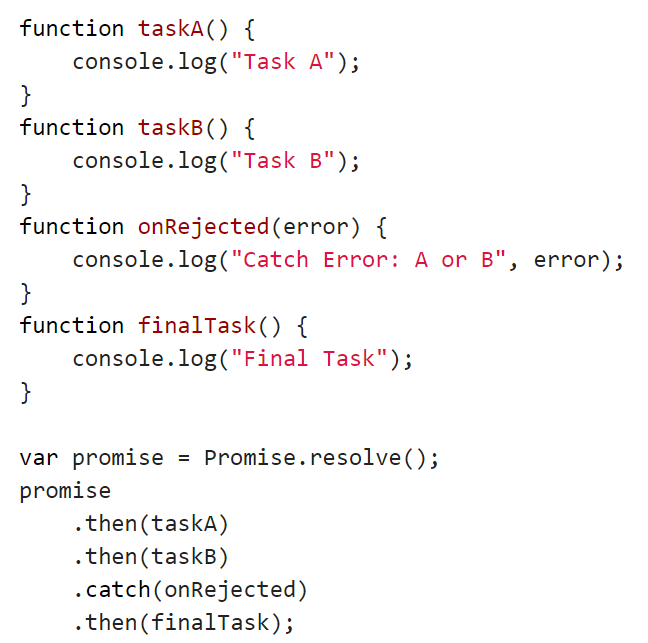 function taskA() {
    console.log("Task A");
}
function taskB() {
    console.log("Task B");
}
function onRejected(error) {
    console.log("Catch Error: A or B", error);
}
function finalTask() {
    console.log("Final Task");
}

var promise = Promise.resolve();
promise
    .then(taskA)
    .then(taskB)
    .catch(onRejected)
    .then(finalTask);